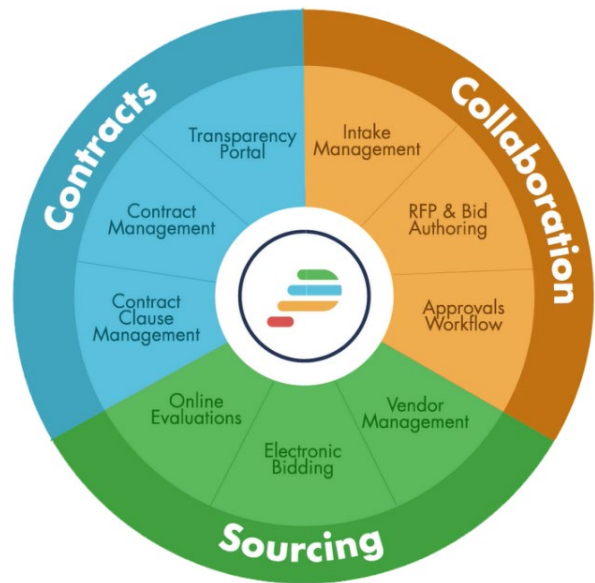 Contracts
Transparency
Portal
Contract
Management
Contract
Clause
Management
Collaboration
Intake
Management
RFP & Bid
Authoring
Approvals
Workflow
Sourcing
Vendor
Management
Electronic
Bidding
Online
Evaluations